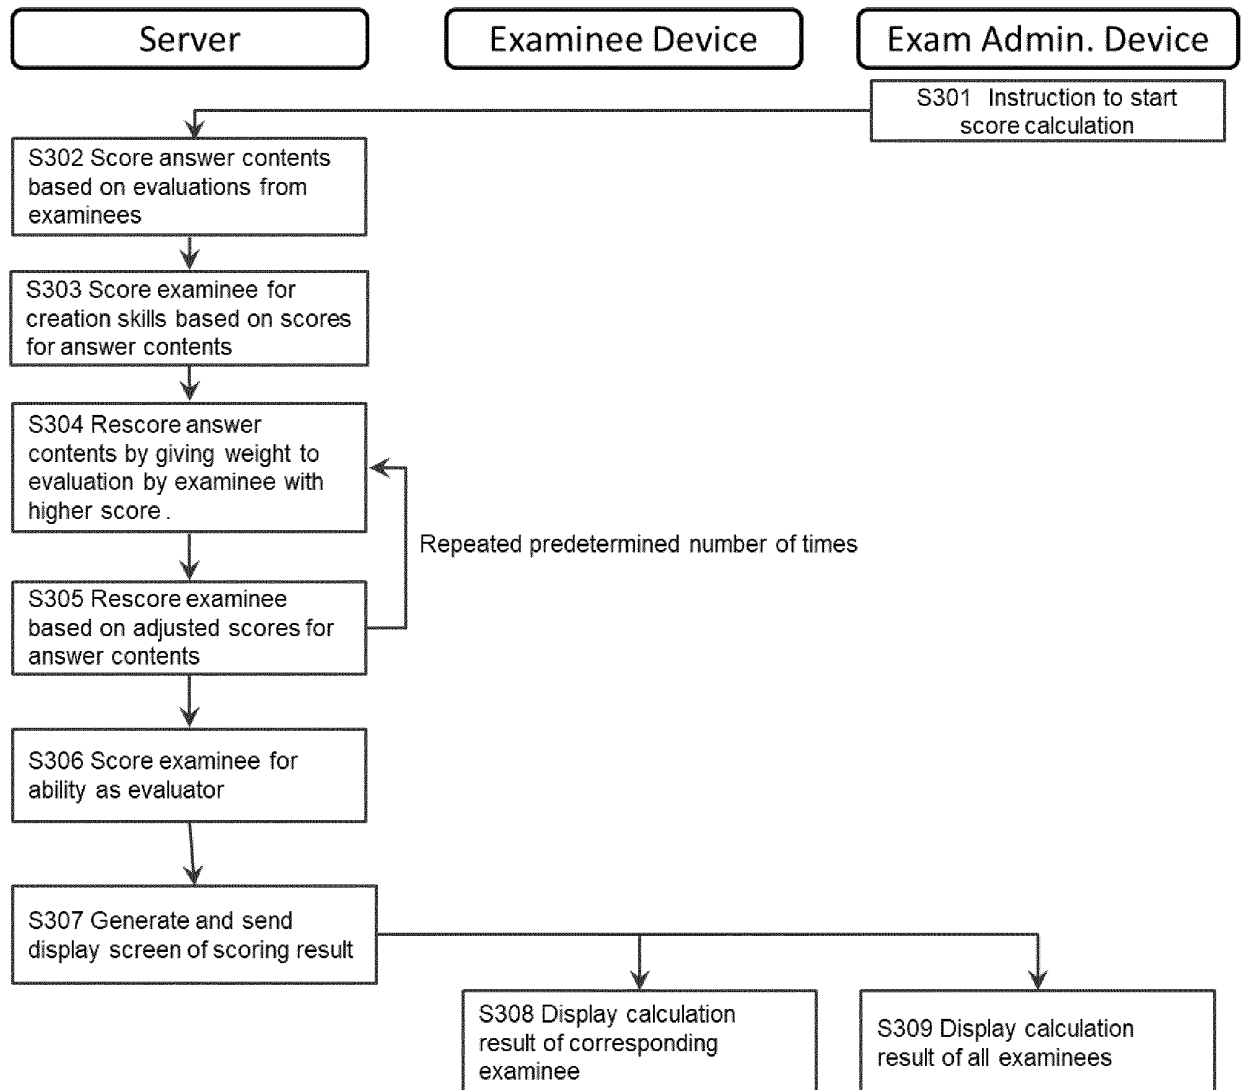 Server
Examinee Device
Exam Admin. Device
S301 Instruction to start
score calculation
S302 Score answer contents
based on evaluations from
examinees
S303 Score examinee for
creation skills based on scores
for answer contents
S304 Rescore answer
contents by giving weight to
evaluation by examinee with
higher score .
Repeated predetermined number of times
S305 Rescore examinee
based on adjusted scores for
answer contents
S306 Score examinee for
ability as evaluator
S307 Generate and send
display screen of scoring result
S308 Display calculation
result of corresponding
examinee
S309 Display calculation
result of all examinees